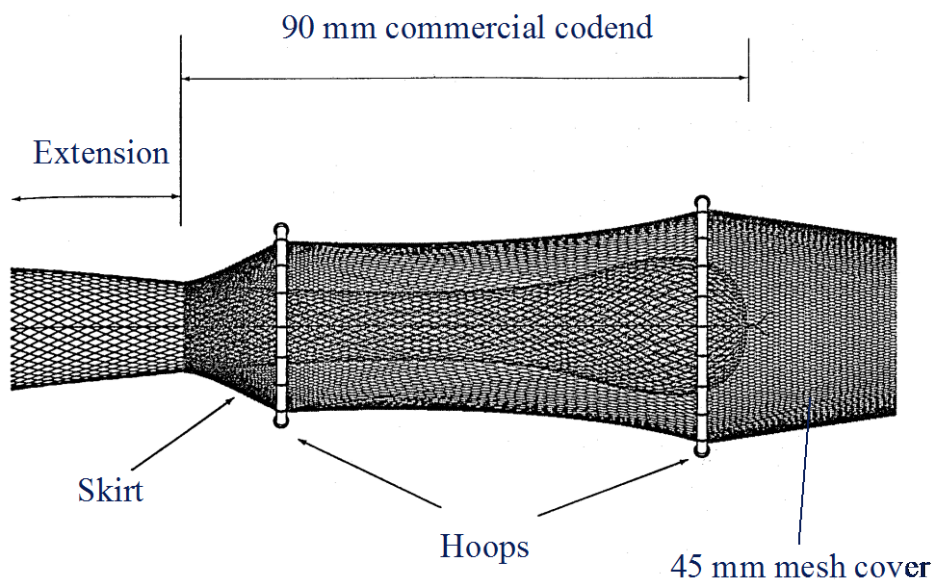 90 mm commercial codend
Extension
Skirt
Hoops
45 mm mesh cover